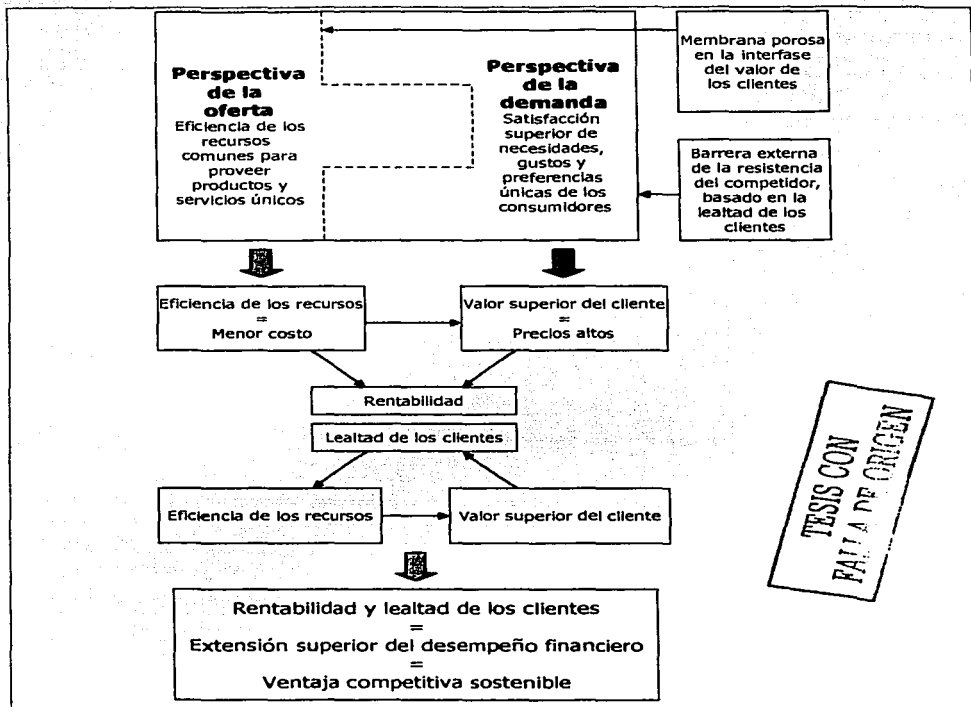 Perspectiva
de la
oferta
Eficiencia de los
recursos
comunes para
proveer
productos y
servicios únicos
Perspectiva
de la
demanda
Satisfacción
superior de
necesidades,
gustos y
preferencias
únicas de los
consumidores
Membrana porosa
en la interfase
del valor de
los clientes
Barrera externa
de la resistencia
del competidor,
basado en la
lealtad de los
clientes
Eficiencia de los recursos
=
Menor costo
Valor superior del cliente
=
Precios altos
Rentabilidad
Lealtad de los clientes
Eficiencia de los recursos
Valor superior del cliente
Rentabilidad y lealtad de los clientes
=
Extensión superior del desempeño financiero
=
Ventaja competitiva sostenible
TESIS CON
FALLA DE ORIGEN